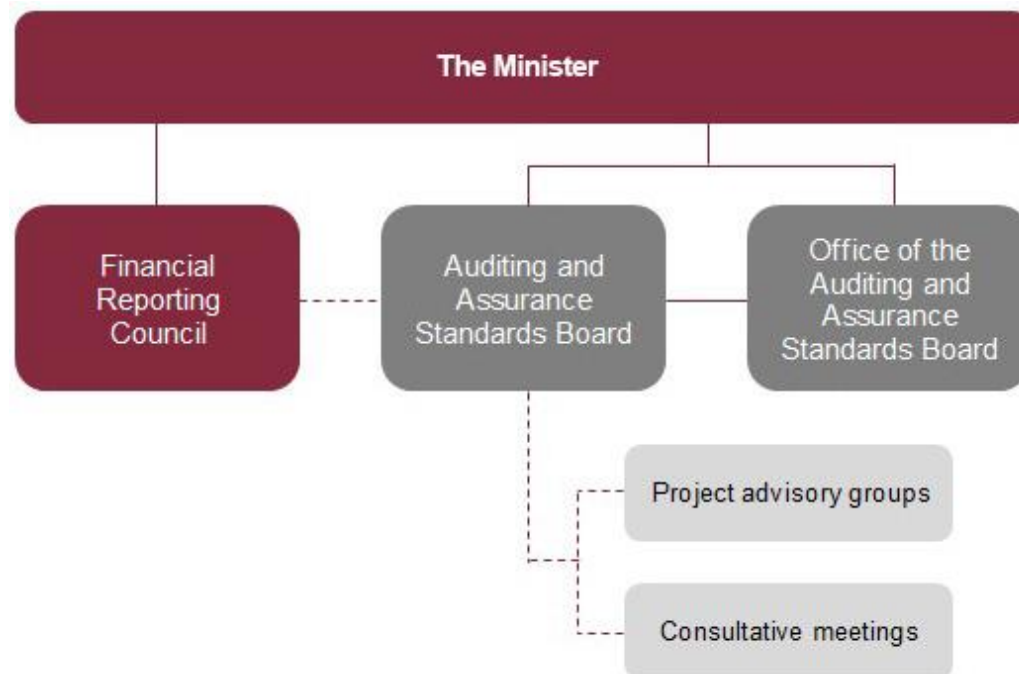 The Minister
Financial
Reporting
Council
Auditing and
Assurance
Standards Board
Office of the
Auditing and
Assurance
Standards Board
Project advisory groups
Consultative meetings